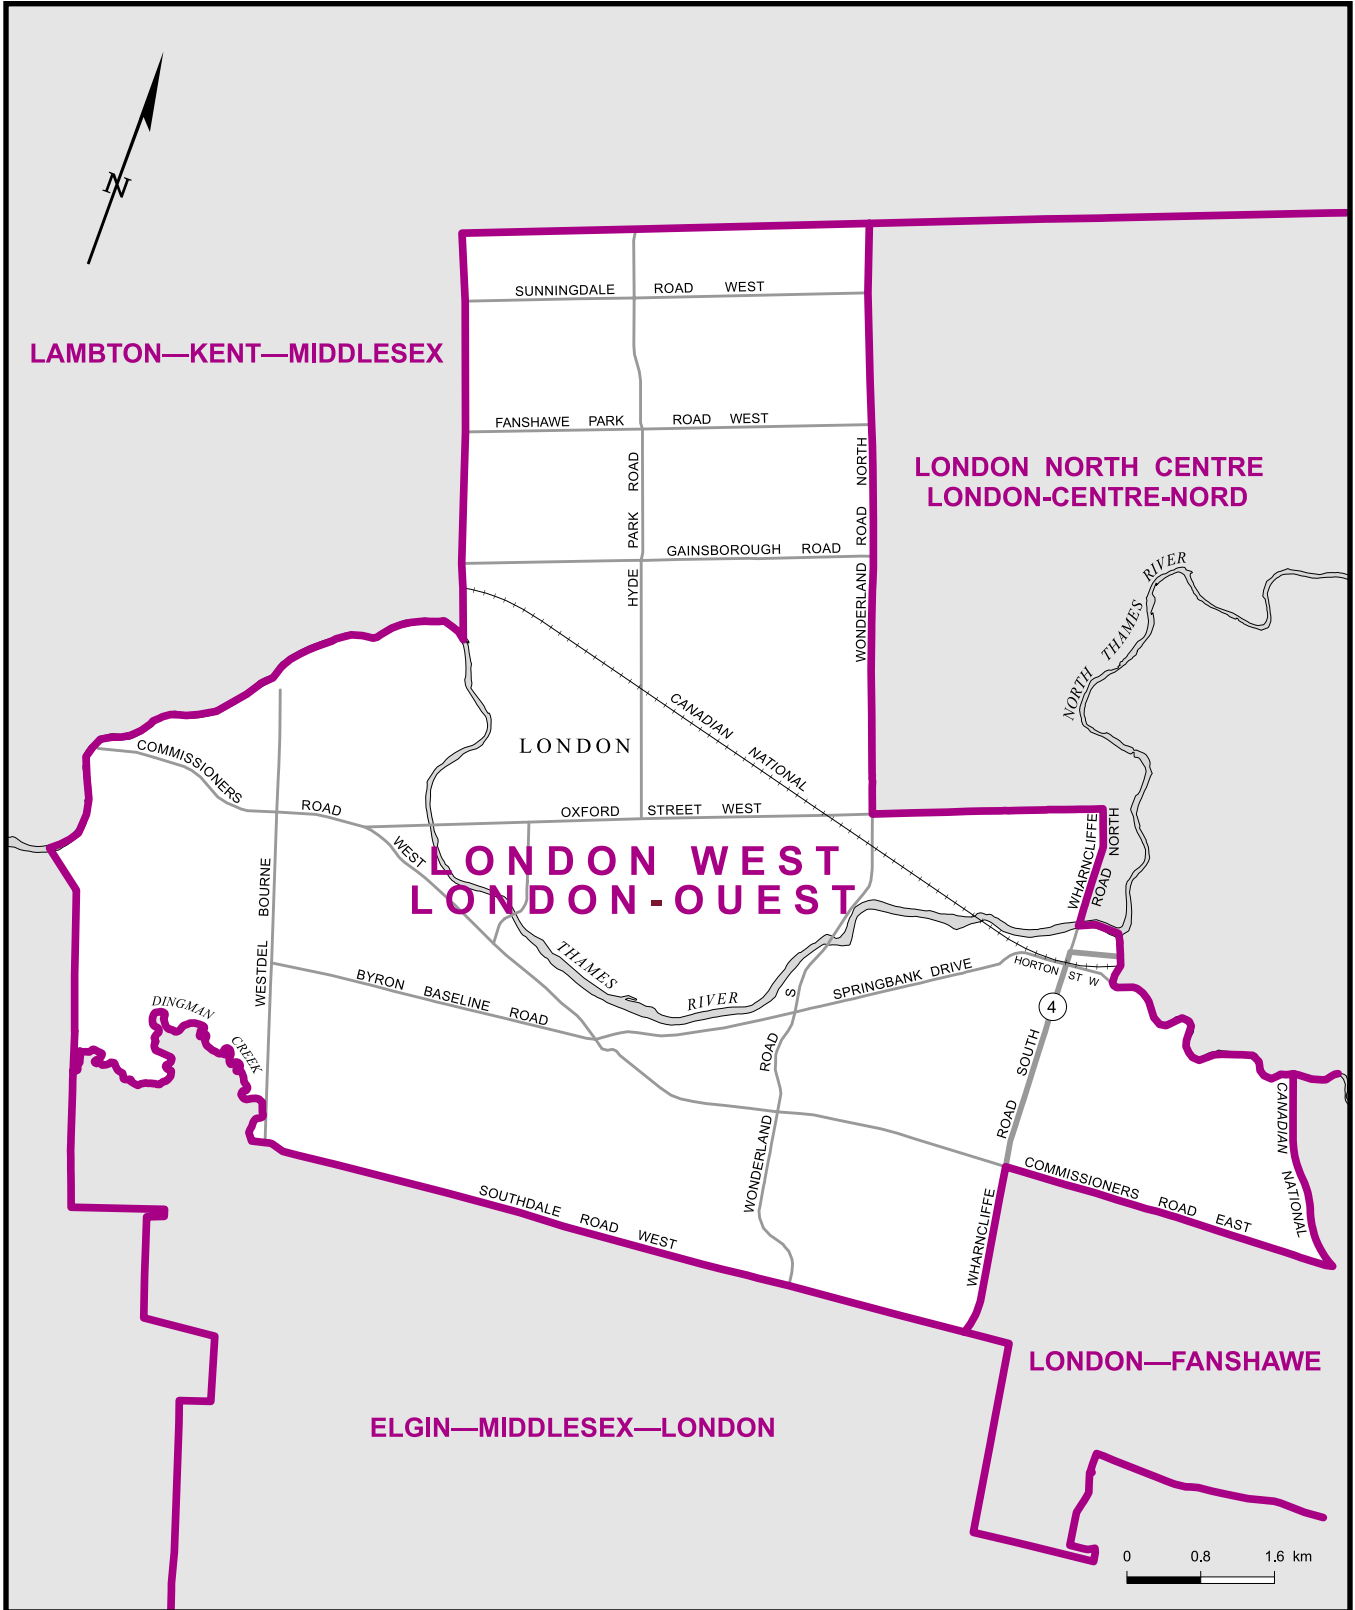 N
SUNNINGDALE ROAD WEST
LAMBTON—KENT—MIDDLESEX
FANSHAWE PARK ROAD WEST
LONDON NORTH CENTRE
LONDON-CENTRE-NORD
HYDE PARK ROAD
WONDERLAND ROAD NORTH
GAINSBOROUGH ROAD
NORTH THAMES RIVER
CANADIAN NATIONAL
LONDON
COMMISSIONERS ROAD WEST
OXFORD STREET WEST
WHARNCLIFFE
ROAD NORTH
LONDON WEST
LONDON-OUEST
WESTDEL BOURNE
THAMES RIVER
BYRON BASELINE ROAD
SPRINGBANK DRIVE
HORTON ST W
4
DINGMAN CREEK
WONDERLAND ROAD S
WHARNCLIFFE ROAD SOUTH
CANADIAN NATIONAL
COMMISSIONERS ROAD EAST
SOUTHDALE ROAD WEST
LONDON—FANSHAWE
ELGIN—MIDDLESEX—LONDON
0 0.8 1.6 km